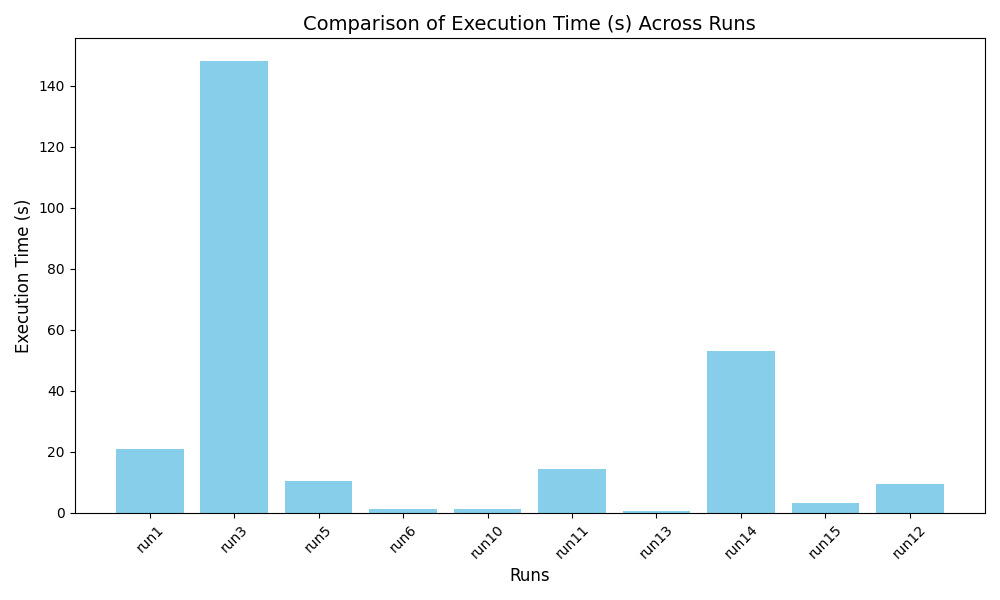 Comparison of Execution Time (s) Across Runs
Execution Time (s)
140
120
100
80
60
40
20
0
run1
run3
run5
run6
run10
run11
run13
run14
run15
run12
Runs